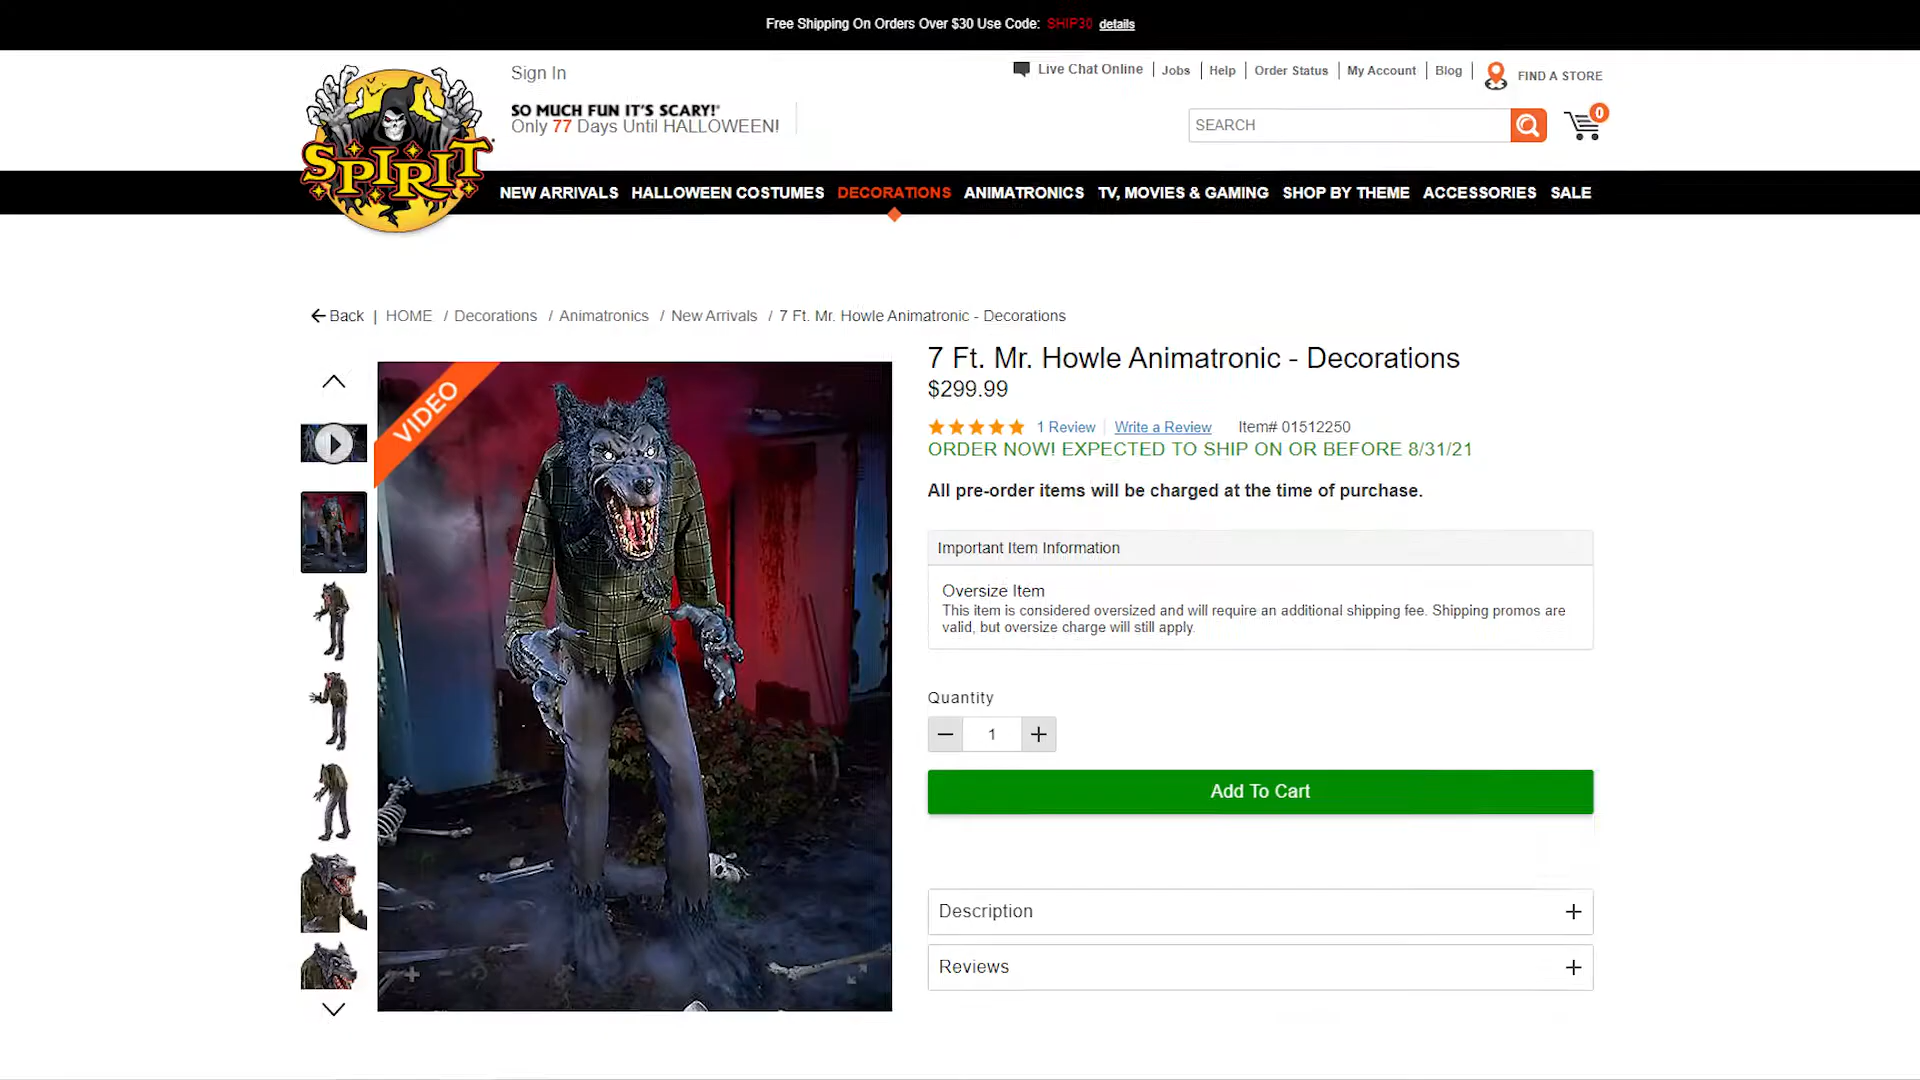 Free Shipping On Orders Over $30 Use Code: SHIP30 details
Sign In
Live Chat Online
Jobs
Help
Order Status
My Account
Blog
FIND A STORE
SO MUCH FUN IT'S SCARY!
Only 77 Days Until HALLOWEEN!
SEARCH
0
SPIRIT
NEW ARRIVALS HALLOWEEN COSTUMES DECORATIONS ANIMATRONICS TV, MOVIES & GAMING SHOP BY THEME ACCESSORIES SALE
Back | HOME / Decorations / Animatronics / New Arrivals / 7 Ft. Mr. Howle Animatronic - Decorations
VIDEO
7 Ft. Mr. Howle Animatronic - Decorations
$299.99
1 Review Write a Review Item# 01512250
ORDER NOW! EXPECTED TO SHIP ON OR BEFORE 8/31/21
All pre-order items will be charged at the time of purchase.
Important Item Information
Oversize Item
This item is considered oversized and will require an additional shipping fee. Shipping promos are
valid, but oversize charge will still apply.
Quantity
1
Add To Cart
Description
Reviews